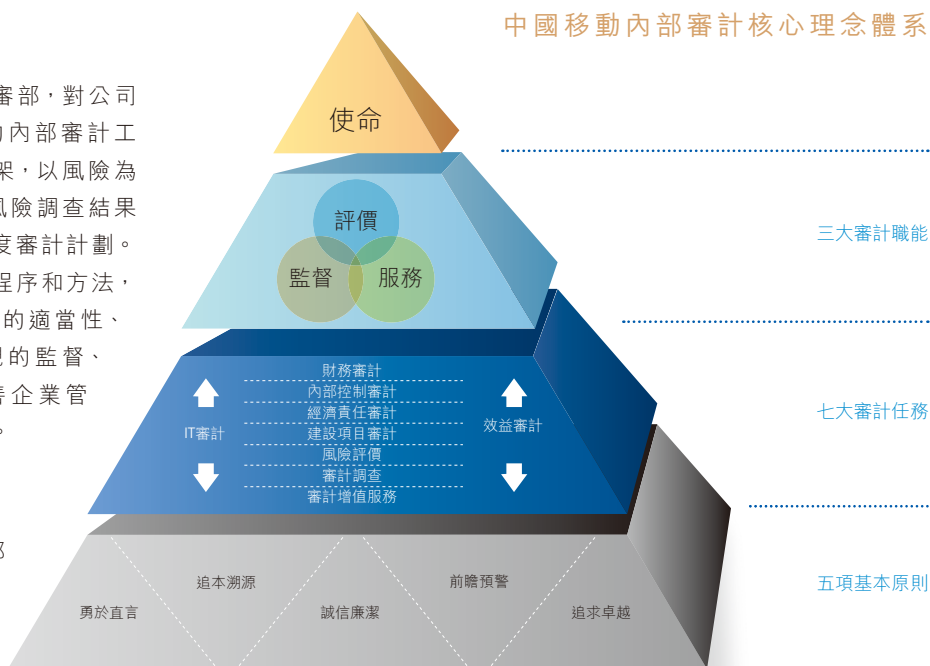 中國移動內部審計核心理念體系
審部，對公司
內部審計工
架，以風險為
風險調查結果
度審計計劃。
程序和方法，
的適當性、
的監督、
企業管
使命
三大審計職能
評價
監督
服務
七大審計任務
財務審計
內部控制審計
經濟責任審計
建設項目審計
風險評價
審計調查
審計增值服務
IT審計
效益審計
五項基本原則
勇於直言
追本溯源
誠信廉潔
前瞻預警
追求卓越